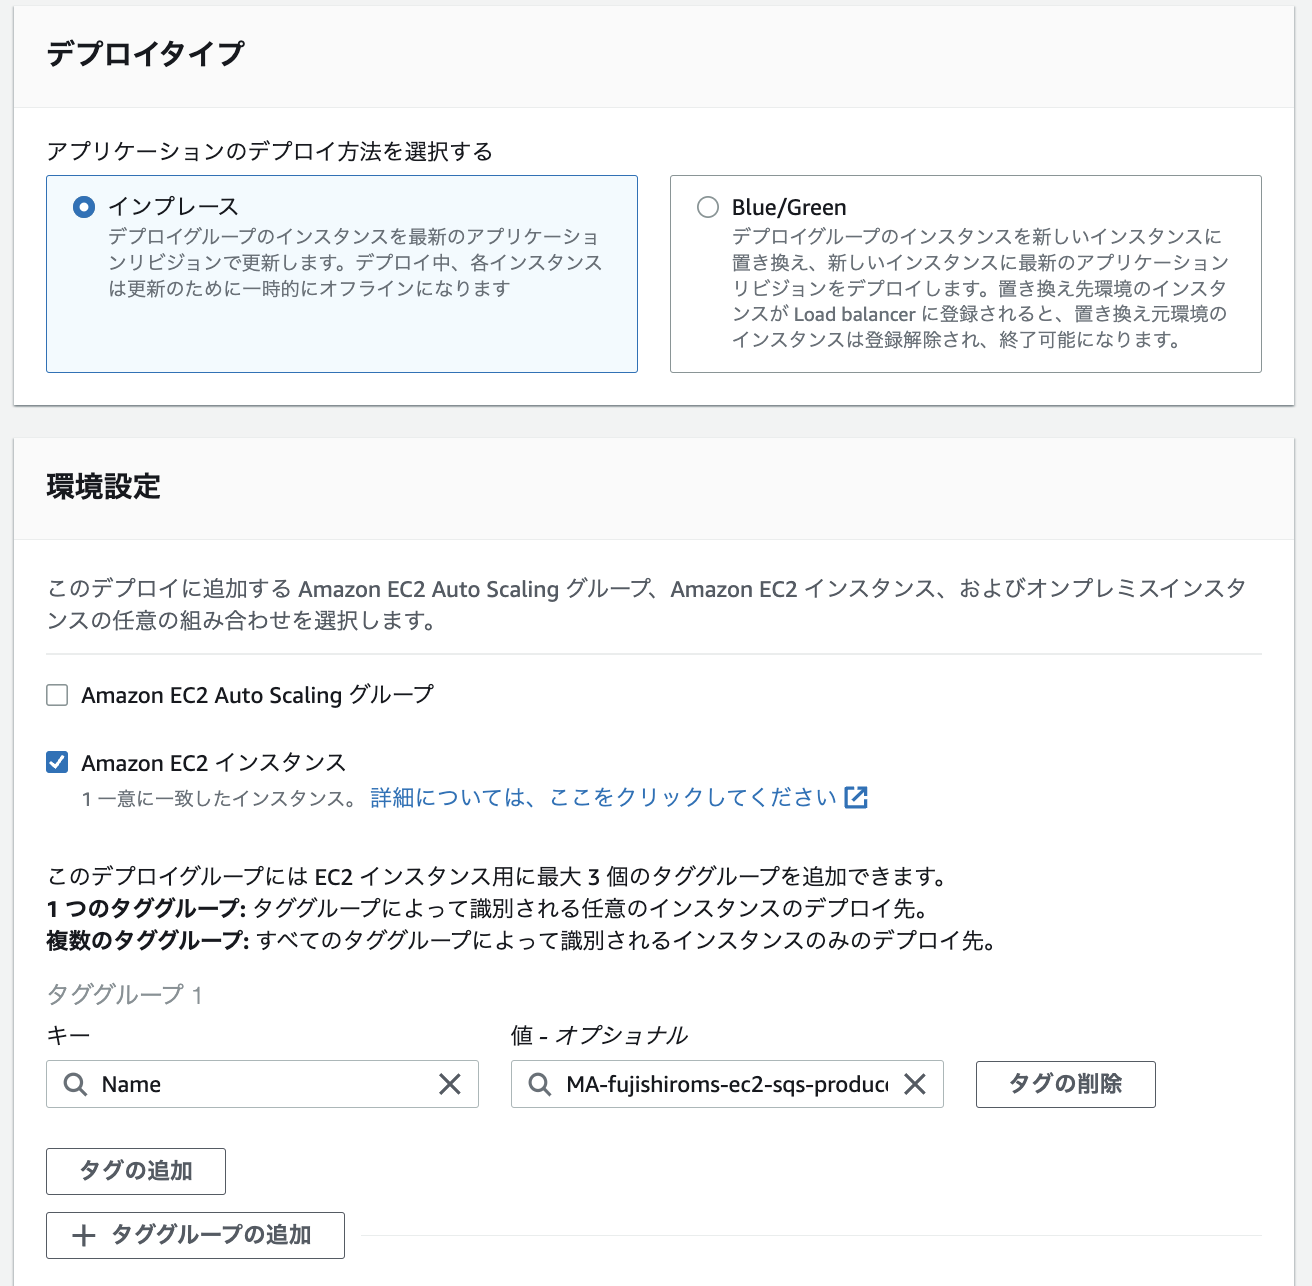 デプロイタイプ
アプリケーションのデプロイ方法を選択する
インプレース
デプロイグループのインスタンスを最新のアプリケーショ
ンリビジョンで更新します。デプロイ中、各インスタンス
は更新のために一時的にオフラインになります
Blue/Green
デプロイグループのインスタンスを新しいインスタンスに
置き換え、新しいインスタンスに最新のアプリケーション
リビジョンをデプロイします。置き換え先環境のインスタ
ンスが Load balancer に登録されると、置き換え元環境の
インスタンスは登録解除され、終了可能になります。
環境設定
このデプロイに追加する Amazon EC2 Auto Scaling グループ、Amazon EC2 インスタンス、およびオンプレミスインスタ
ンスの任意の組み合わせを選択します。
Amazon EC2 Auto Scaling グループ
Amazon EC2 インスタンス
1 一意に一致したインスタンス。 詳細については、ここをクリックしてください
このデプロイグループには EC2 インスタンス用に最大 3 個のタググループを追加できます。
1 つのタググループ: タググループによって識別される任意のインスタンスのデプロイ先。
複数のタググループ: すべてのタググループによって識別されるインスタンスのみのデプロイ先。
タググループ 1
キー
値 - オプショナル
Name
MA-fujishiroms-ec2-sqs-produc
タグの削除
タグの追加
タググループの追加